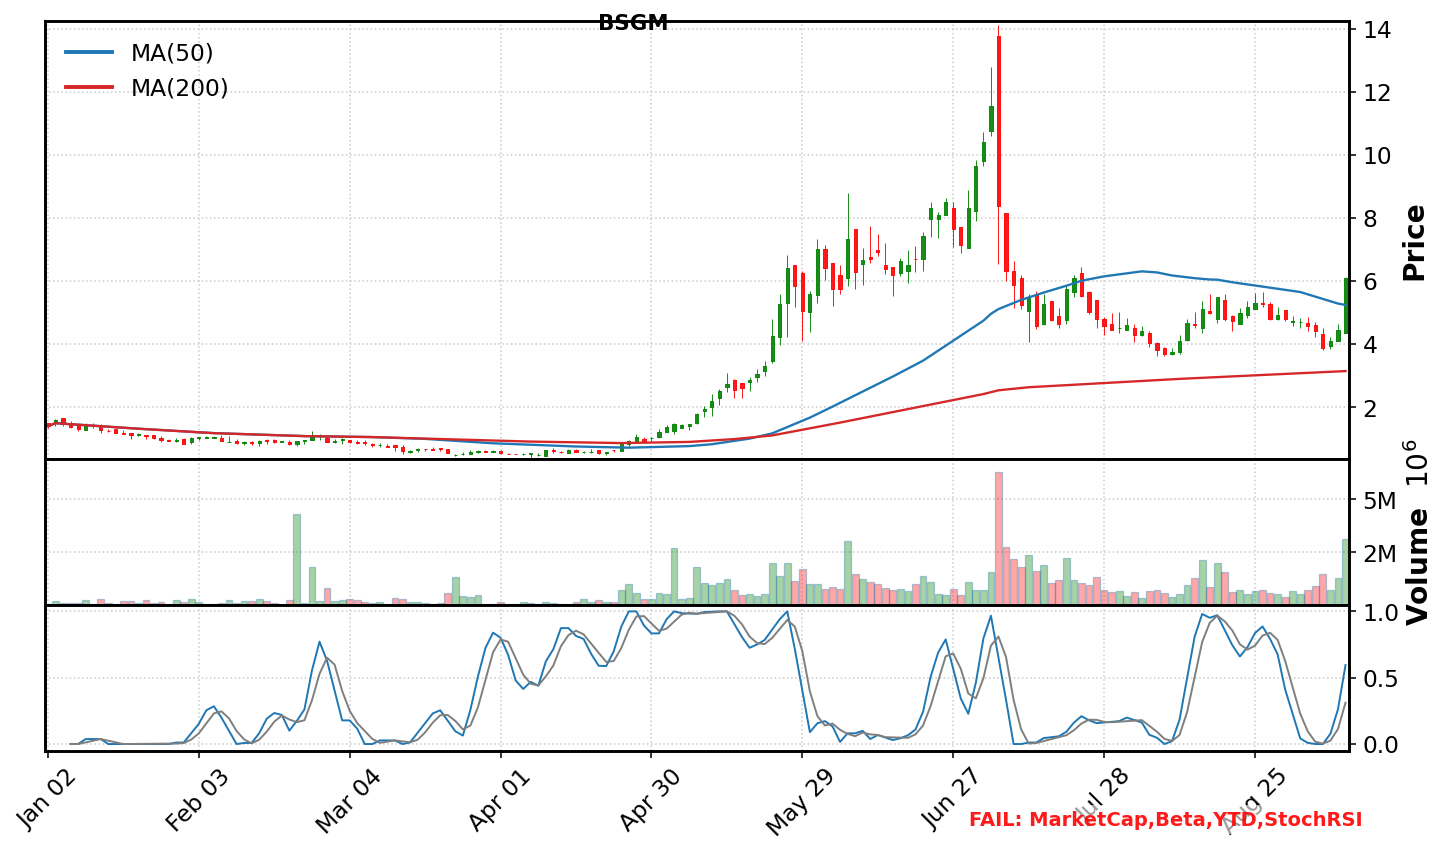 BSGM
MA(50)
MA(200)
14
12
10
8
6
4
2
Price
5M
2M
Volume 10^6
1.0
0.5
0.0
Jan 02
Feb 03
Mar 04
Apr 01
Apr 30
May 29
Jun 27
Jul 28
Aug 25
FAIL: MarketCap,Beta,YTD,StochRSI